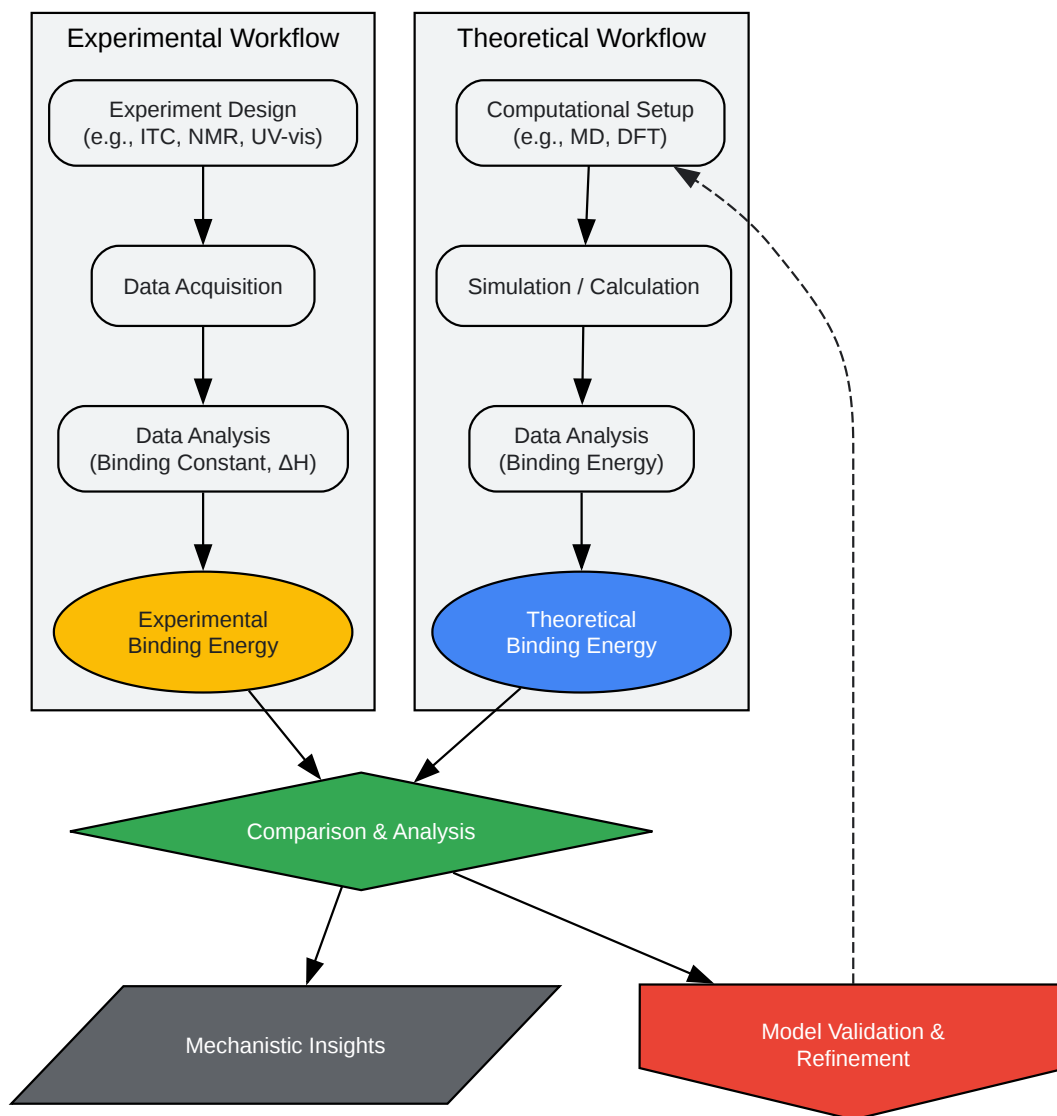 Experimental Workflow
Experiment Design
(e.g., ITC, NMR, UV-vis)
Data Acquisition
Data Analysis
(Binding Constant, ΔH)
Experimental
Binding Energy
Theoretical Workflow
Computational Setup
(e.g., MD, DFT)
Simulation / Calculation
Data Analysis
(Binding Energy)
Theoretical
Binding Energy
Comparison & Analysis
Mechanistic Insights
Model Validation &
Refinement